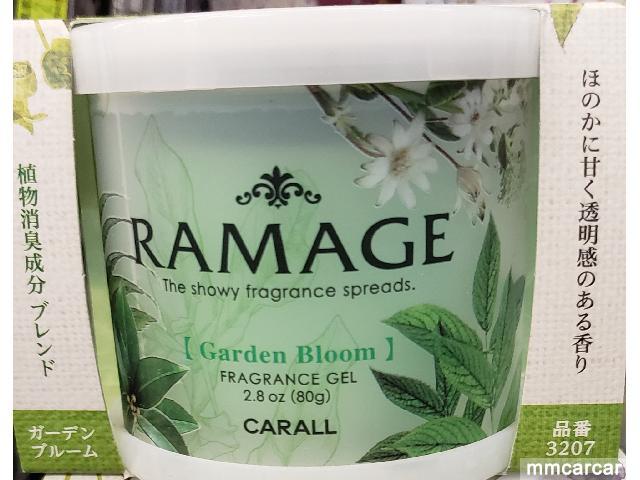 植物消臭成分 ブレンド
ガーデン
ブルーム
RAMAGE
The showy fragrance spreads.
【 Garden Bloom 】
FRAGRANCE GEL
2.8 oz (80g)
CARALL
ほのかに甘く透明感のある香り
品番
3207
mmcarcar